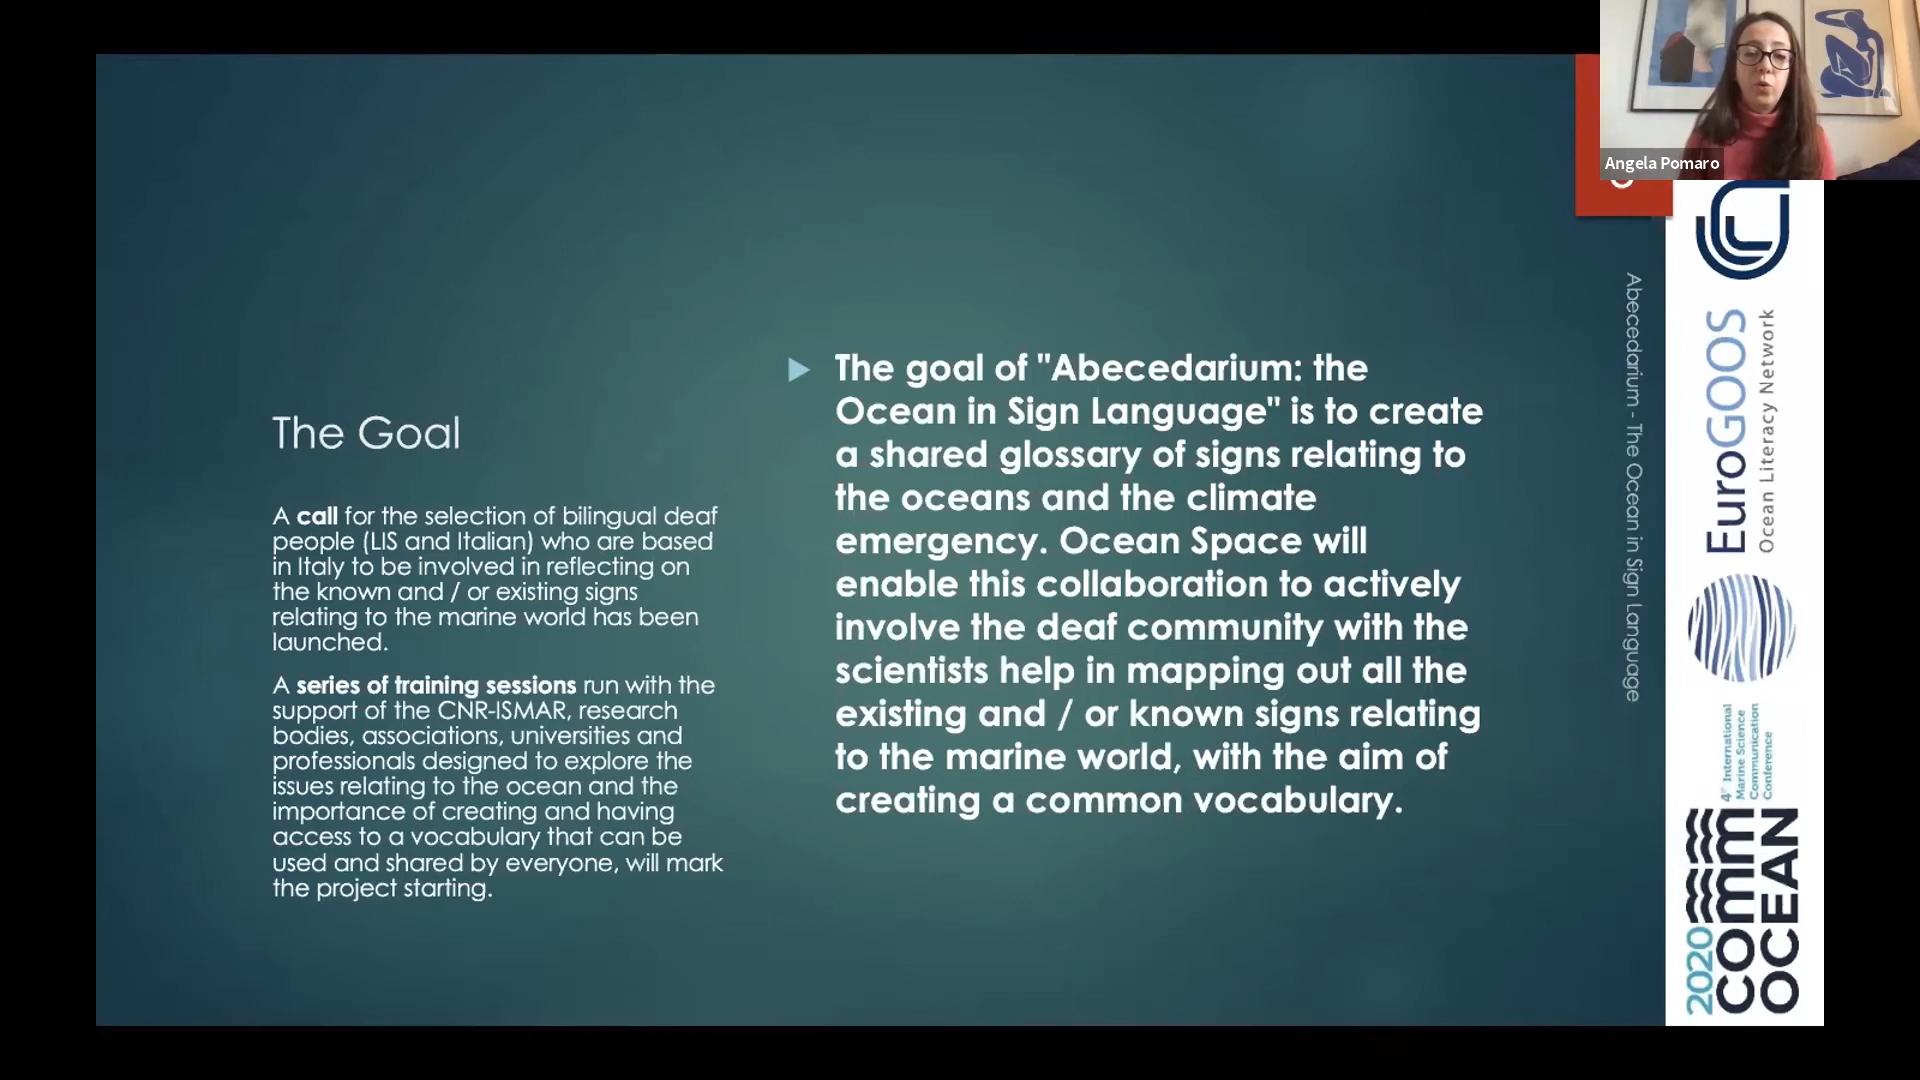 The Goal
A call for the selection of bilingual deaf
people (LIS and Italian) who are based
in Italy to be involved in reflecting on
the known and / or existing signs
relating to the marine world has been
launched.
A series of training sessions run with the
support of the CNR-ISMAR, research
bodies, associations, universities and
professionals designed to explore the
issues relating to the ocean and the
importance of creating and having
access to a vocabulary that can be
used and shared by everyone, will mark
the project starting.
The goal of "Abecedarium: the
Ocean in Sign Language" is to create
a shared glossary of signs relating to
the oceans and the climate
emergency. Ocean Space will
enable this collaboration to actively
involve the deaf community with the
scientists help in mapping out all the
existing and / or known signs relating
to the marine world, with the aim of
creating a common vocabulary.
Abecedarium - The Ocean in Sign Language
Angela Pomaro
EuroGOOS
Ocean Literacy Network
4th International
Marine Science
Communication
Conference
2020
comm
OCEAN